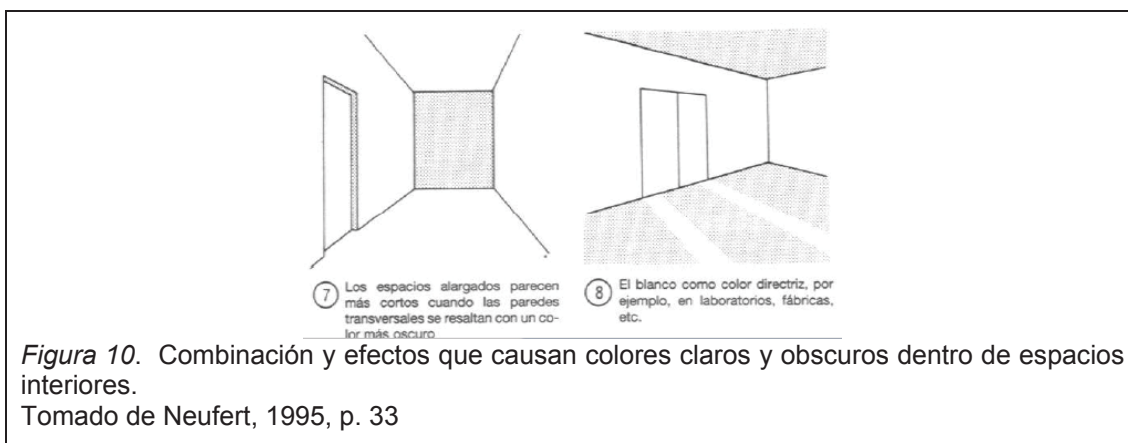 7 Los espacios alargados parecen
más cortos cuando las paredes
transversales se resaltan con un co-
lor más oscuro
8 El blanco como color directriz, por
ejemplo, en laboratorios, fábricas,
etc.
Figura 10. Combinación y efectos que causan colores claros y obscuros dentro de espacios
interiores.
Tomado de Neufert, 1995, p. 33